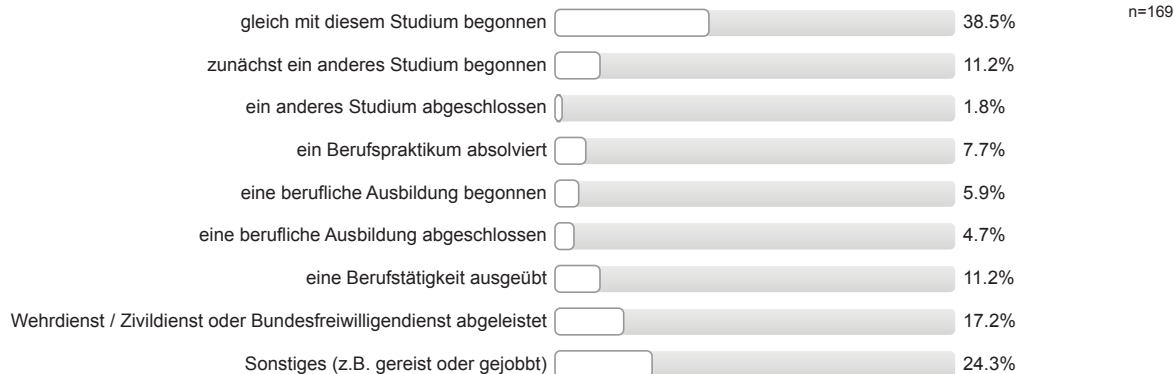 n=169
gleich mit diesem Studium begonnen 38.5%
zunächst ein anderes Studium begonnen 11.2%
ein anderes Studium abgeschlossen 1.8%
ein Berufspraktikum absolviert 7.7%
eine berufliche Ausbildung begonnen 5.9%
eine berufliche Ausbildung abgeschlossen 4.7%
eine Berufstätigkeit ausgeübt 11.2%
Wehrdienst / Zivildienst oder Bundesfreiwilligendienst abgeleistet 17.2%
Sonstiges (z.B. gereist oder gejobbt) 24.3%